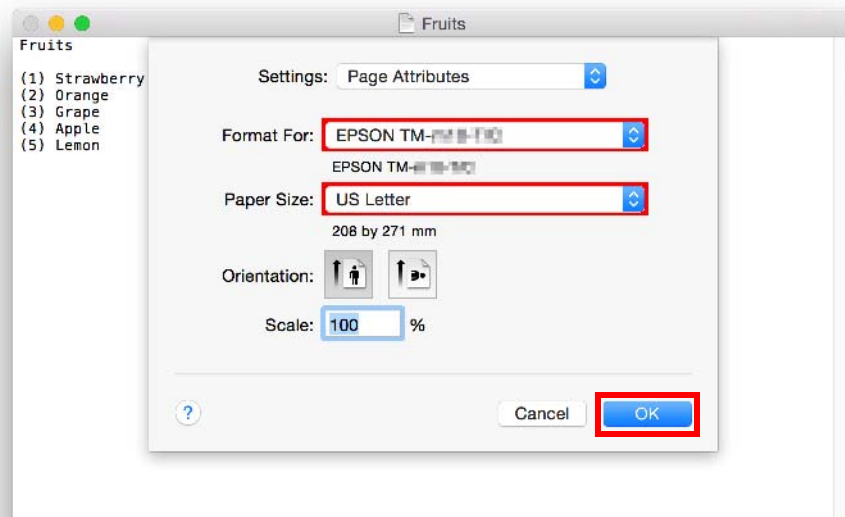 Fruits
Fruits
(1) Strawberry
(2) Orange
(3) Grape
(4) Apple
(5) Lemon
Settings: Page Attributes
Format For: EPSON TM-
EPSON TM-
Paper Size: US Letter
208 by 271 mm
Orientation:
Scale: 100 %
? Cancel OK